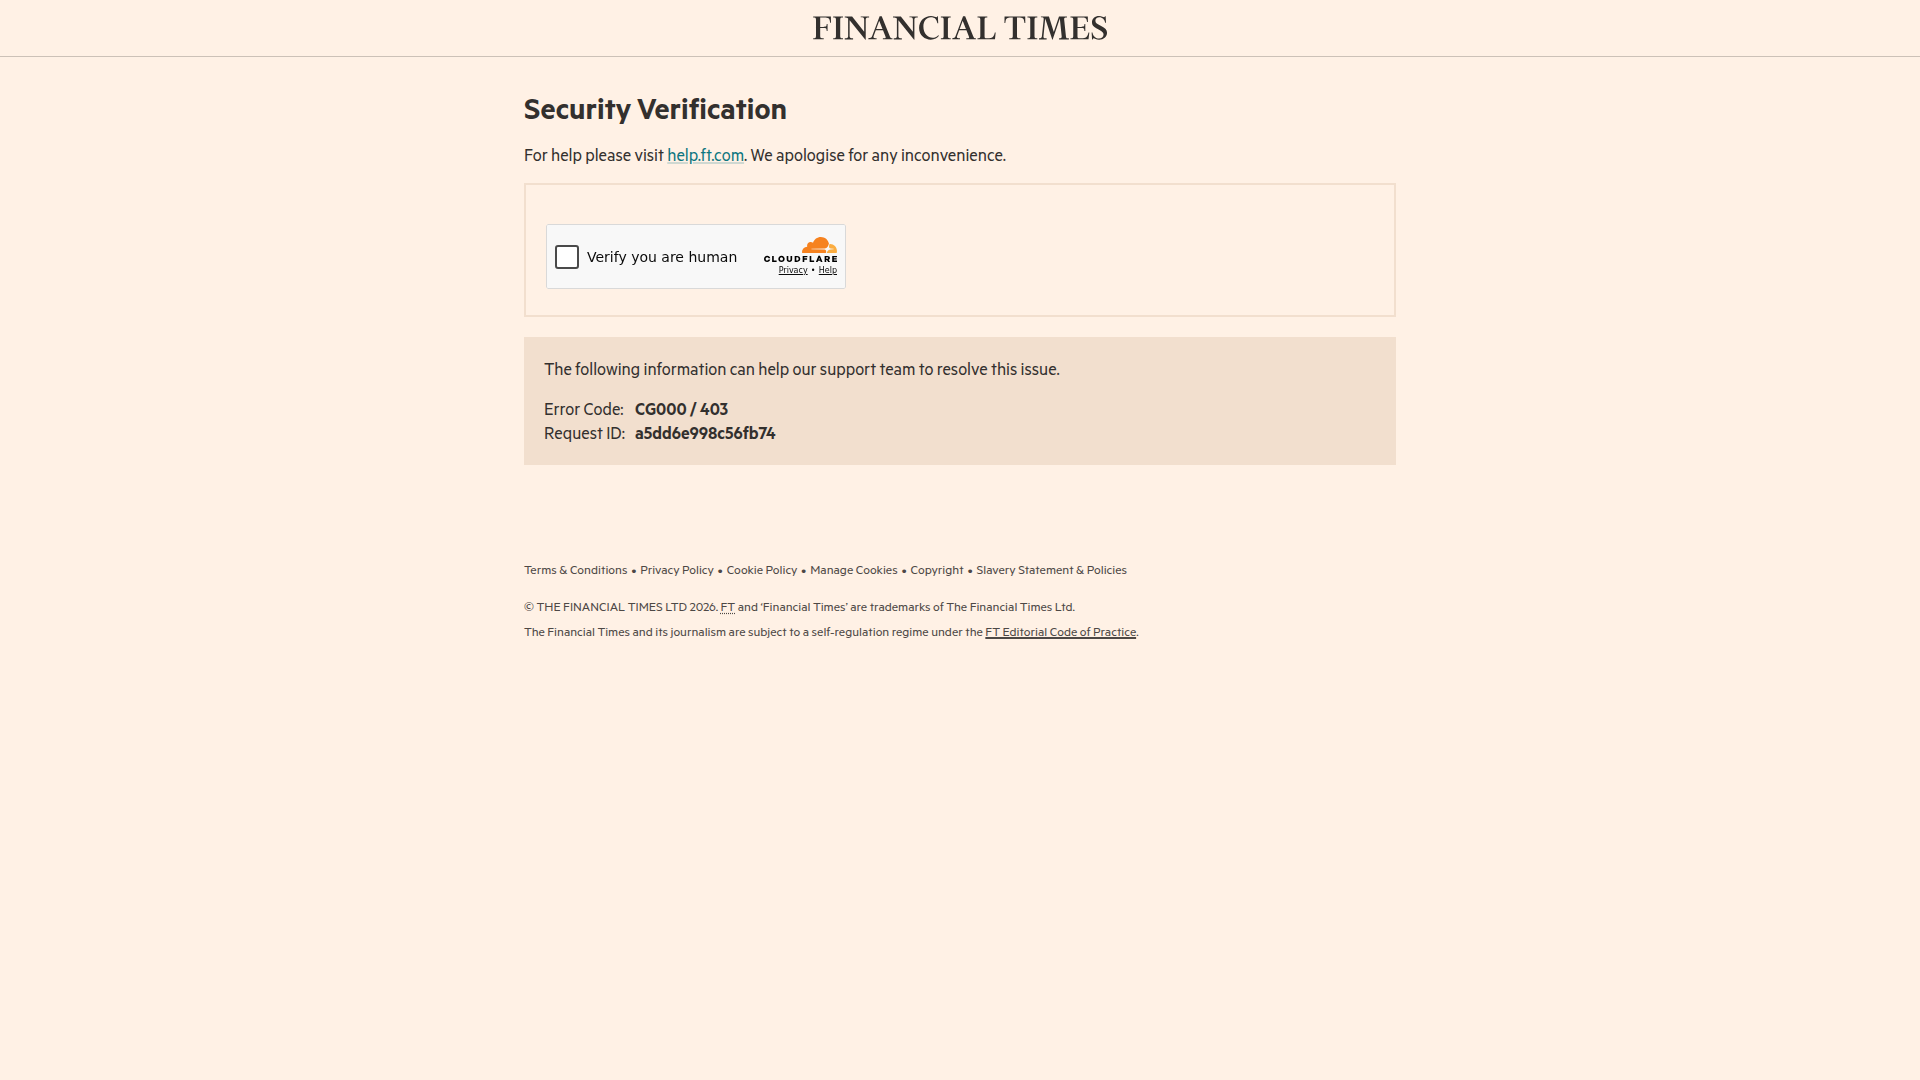 FINANCIAL TIMES
Security Verification
For help please visit help.ft.com. We apologise for any inconvenience.
Verify you are human
CLOUDFLARE
Privacy • Help
The following information can help our support team to resolve this issue.
Error Code: CG000 / 403
Request ID: a5dd6e998c56fb74
Terms & Conditions • Privacy Policy • Cookie Policy • Manage Cookies • Copyright • Slavery Statement & Policies
© THE FINANCIAL TIMES LTD 2026. FT and ‘Financial Times’ are trademarks of The Financial Times Ltd.
The Financial Times and its journalism are subject to a self-regulation regime under the FT Editorial Code of Practice.